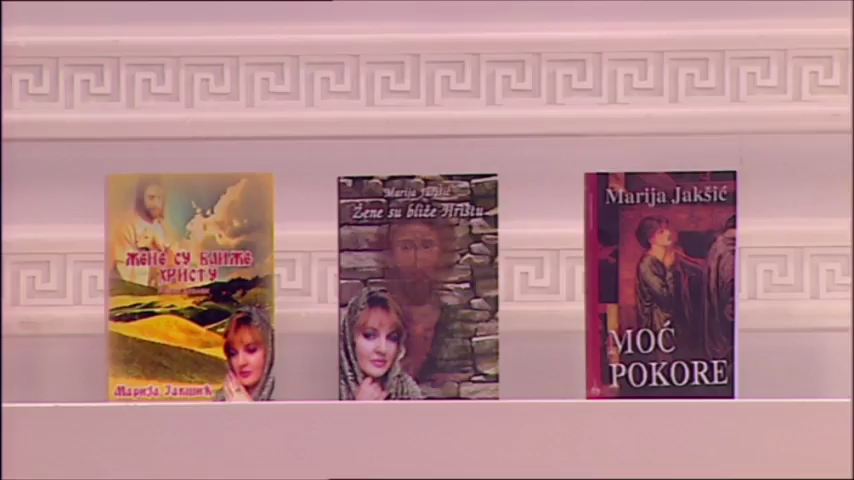 ЖЕНЕ СУ БЛИЖЕ
ХРИСТУ
Марија Јакшић
Marija Jakšić
Žene su bliže Hristu
Marija Jakšić
MOĆ
POKORE